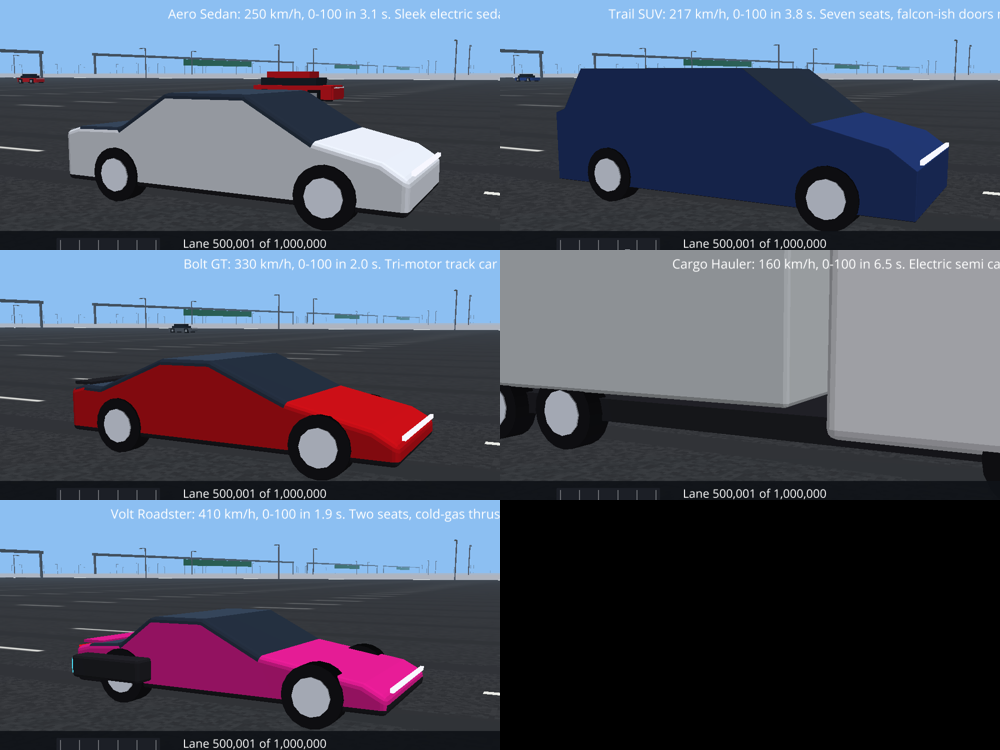 Aero Sedan: 250 km/h, 0-100 in 3.1 s. Sleek electric
Lane 500,001 of 1,000,000
Trail SUV: 217 km/h, 0-100 in 3.8 s. Seven seats, falcon-ish doors
Lane 500,001 of 1,000,000
Bolt GT: 330 km/h, 0-100 in 2.0 s. Tri-motor track car
Lane 500,001 of 1,000,000
Cargo Hauler: 160 km/h, 0-100 in 6.5 s. Electric semi
Lane 500,001 of 1,000,000
Volt Roadster: 410 km/h, 0-100 in 1.9 s. Two seats, cold-gas
Lane 500,001 of 1,000,000